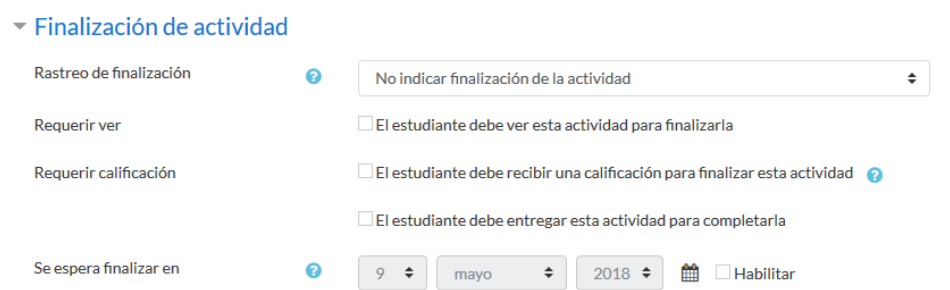 Finalización de actividad
Rastreo de finalización No indicar finalización de la actividad
Requerir ver El estudiante debe ver esta actividad para finalizarla
Requerir calificación El estudiante debe recibir una calificación para finalizar esta actividad ?
El estudiante debe entregar esta actividad para completarla
Se espera finalizar en ? 9 mayo 2018 Habilitar